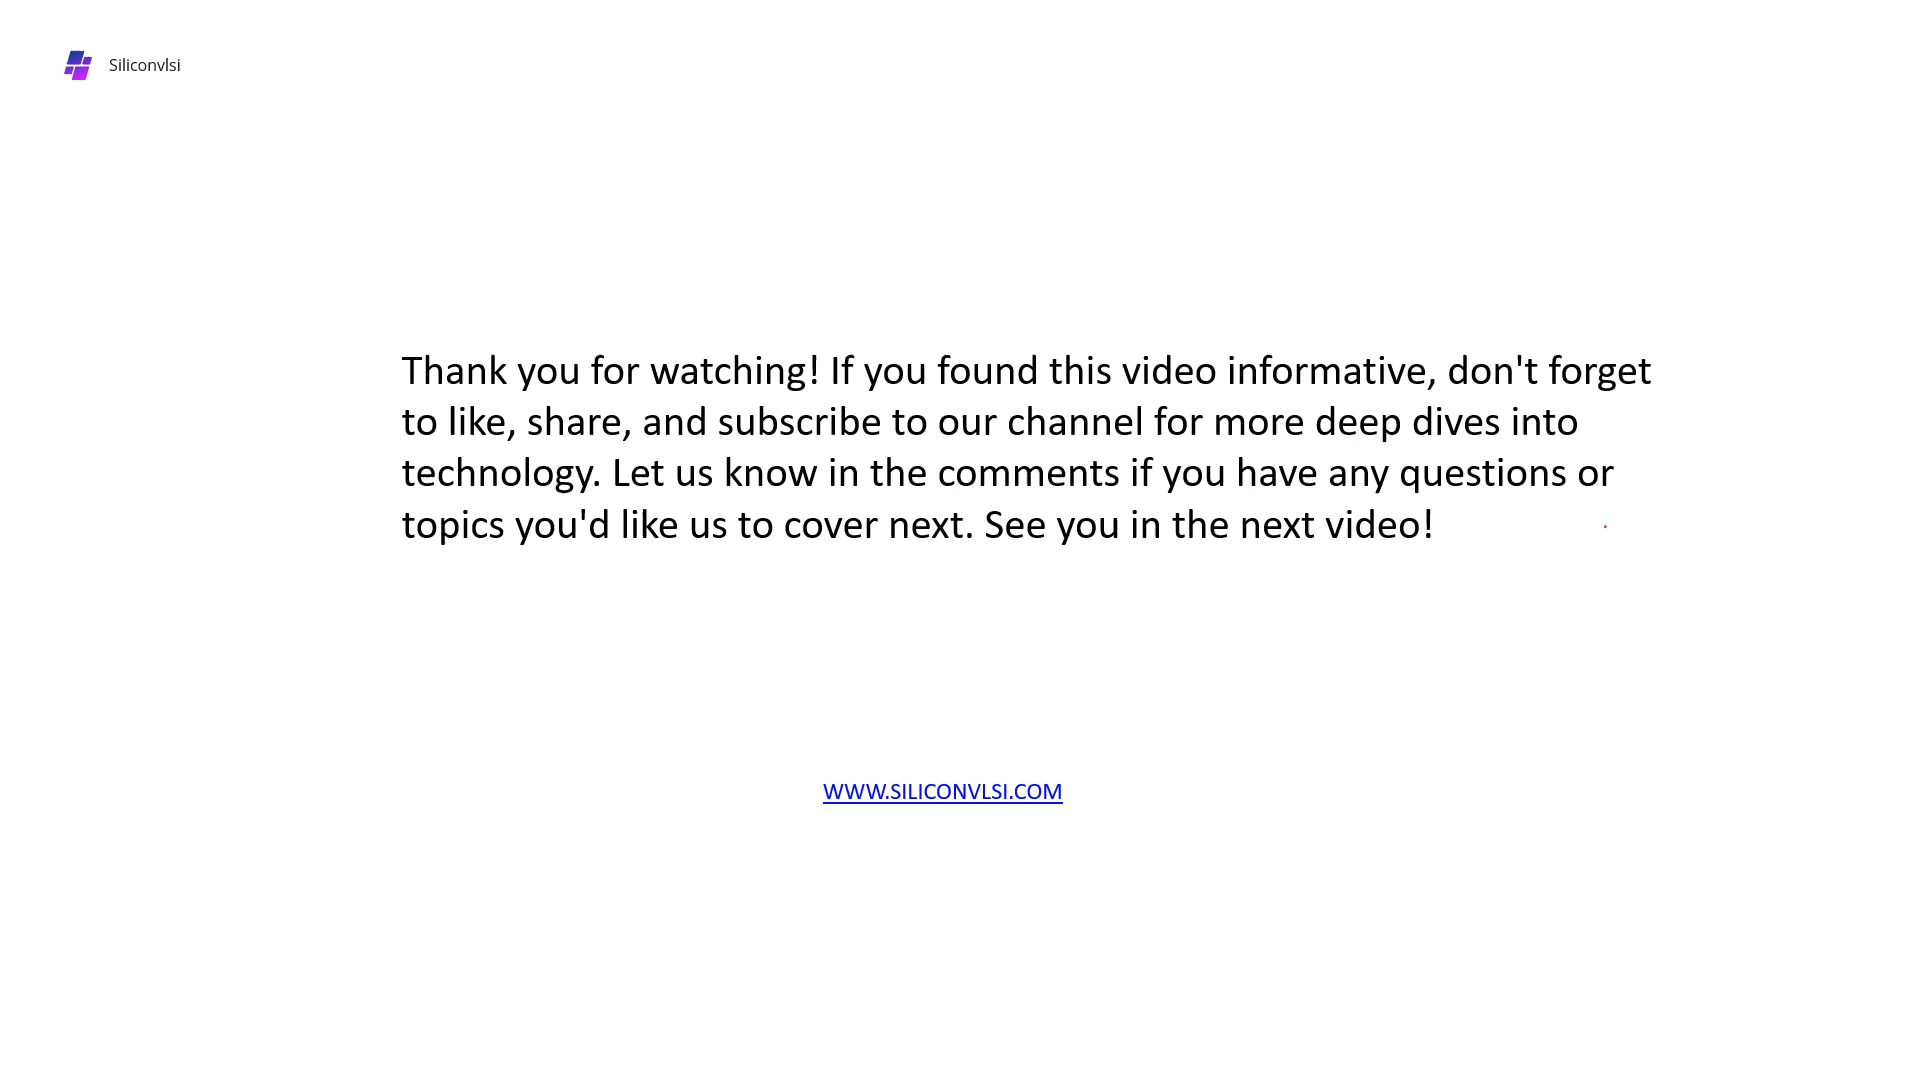 Siliconvlsi
Thank you for watching! If you found this video informative, don't forget
to like, share, and subscribe to our channel for more deep dives into
technology. Let us know in the comments if you have any questions or
topics you'd like us to cover next. See you in the next video!
WWW.SILICONVLSI.COM